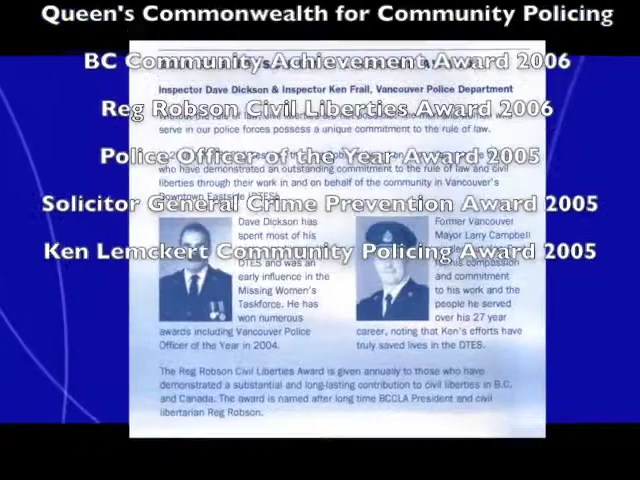 Queen's Commonwealth for Community Policing
BC Community Achievement Award 2006
Inspector Dave Dickson & Inspector Ken Frail, Vancouver Police Department
Reg Robson Civil Liberties Award 2006
serve in our police forces possess a unique commitment to the rule of law.
Police Officer of the Year Award 2005
who have demonstrated an outstanding commitment to the rule of law and civil
liberties through their work in and on behalf of the community in Vancouver's
Downtown Eastside (DTES).
Solicitor General Crime Prevention Award 2005
Dave Dickson has
spent most of his
Ken Lemckert Community Policing Award 2005
DTES and was an
early influence in the
Missing Women's
Taskforce. He has
won numerous
awards including Vancouver Police
Officer of the Year in 2004.
Former Vancouver
Mayor Larry Campbell
for his compassion
and commitment
to his work and the
people he served
over his 27 year
career, noting that Ken's efforts have
truly saved lives in the DTES.
The Reg Robson Civil Liberties Award is given annually to those who have
demonstrated a substantial and long-lasting contribution to civil liberties in B.C.
and Canada. The award is named after long time BCCLA President and civil
libertarian Reg Robson.